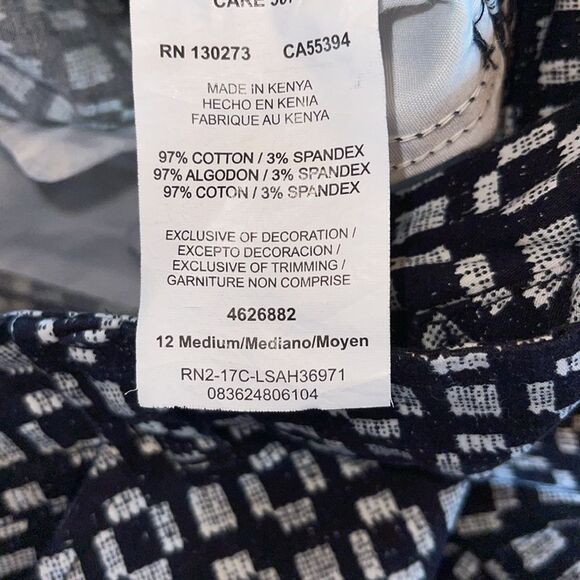 CARE
RN 130273 CA55394
MADE IN KENYA
HECHO EN KENIA
FABRIQUE AU KENYA
97% COTTON / 3% SPANDEX
97% ALGODON / 3% SPANDEX
97% COTON / 3% SPANDEX
EXCLUSIVE OF DECORATION /
EXCEPTO DECORACION /
EXCLUSIVE OF TRIMMING /
GARNITURE NON COMPRISE
4626882
12 Medium/Mediano/Moyen
RN2-17C-LSAH36971
083624806104